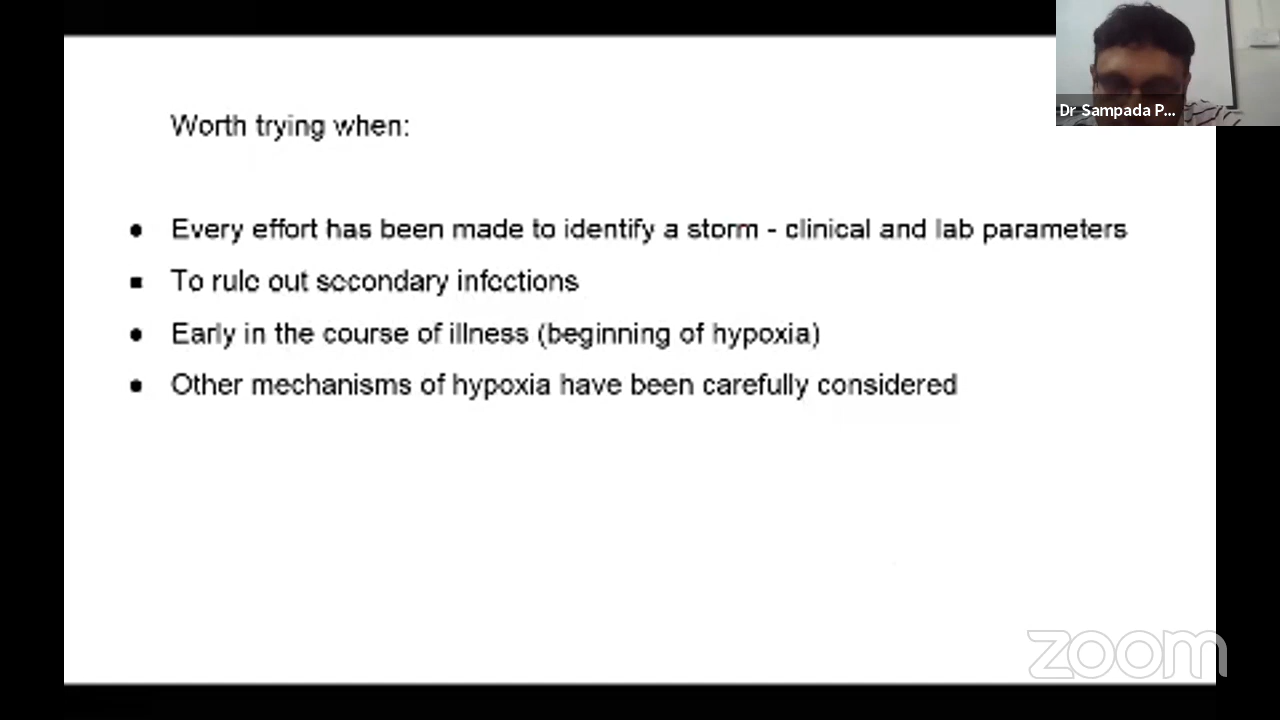 Dr Sampada P...
Worth trying when:
● Every effort has been made to identify a storm - clinical and lab parameters
▪ To rule out secondary infections
● Early in the course of illness (beginning of hypoxia)
● Other mechanisms of hypoxia have been carefully considered
zoom